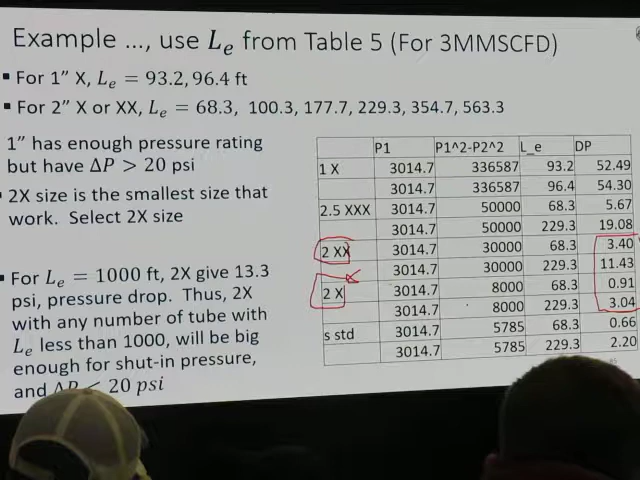 Example ..., use Lₑ from Table 5 (For 3MMSCFD)
▪ For 1" X, Lₑ = 93.2, 96.4 ft
▪ For 2" X or XX, Lₑ = 68.3, 100.3, 177.7, 229.3, 354.7, 563.3
1" has enough pressure rating
but have ΔP > 20 psi
▪ 2X size is the smallest size that
work. Select 2X size
▪ For Lₑ = 1000 ft, 2X give 13.3
psi, pressure drop. Thus, 2X
with any number of tube with
Lₑ less than 1000, will be big
enough for shut-in pressure,
and ΔP < 20 psi
P1 P1^2-P2^2 L_e DP
1 X 3014.7 336587 93.2 52.49
3014.7 336587 96.4 54.30
2.5 XXX 3014.7 50000 68.3 5.67
3014.7 50000 229.3 19.08
2 XX 3014.7 30000 68.3 3.40
3014.7 30000 229.3 11.43
2 X 3014.7 8000 68.3 0.91
3014.7 8000 229.3 3.04
s std 3014.7 5785 68.3 0.66
3014.7 5785 229.3 2.20